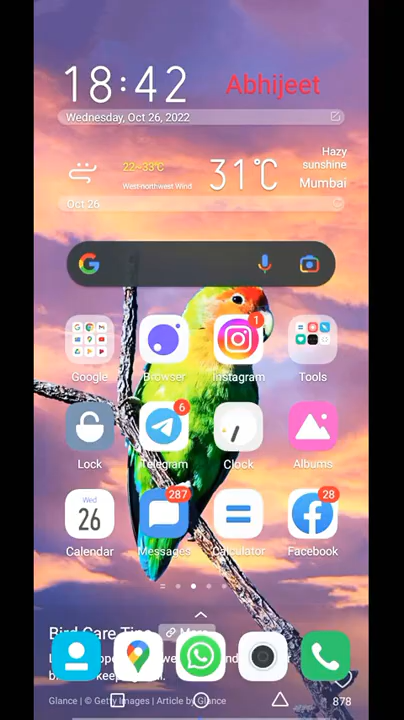 18:42
Abhijeet
Wednesday, Oct 26, 2022
22~33°C
West-northwest Wind
31°C
Hazy
sunshine
Mumbai
Oct 26
Google
Browser
1
Instagram
Tools
Lock
6
Telegram
Clock
Albums
Wed
26
Calendar
287
Messages
Calculator
28
Facebook
Bird Care Tips
More
Glance | © Getty Images | Article by Glance
878